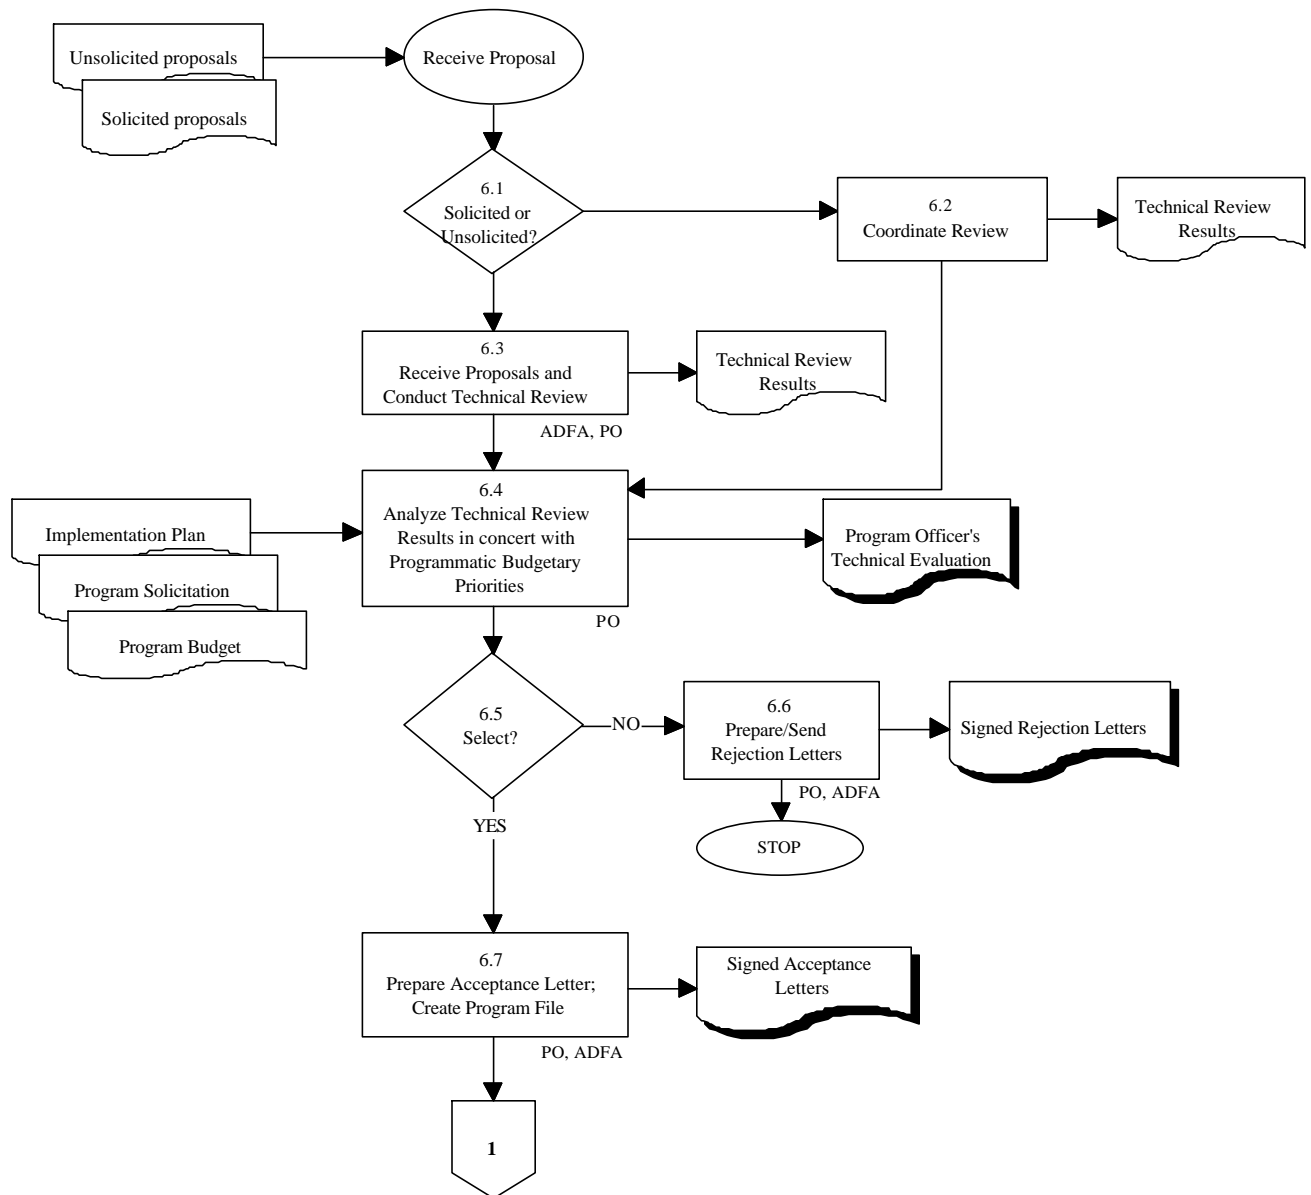 Unsolicited proposals
Solicited proposals
Receive Proposal
6.1
Solicited or
Unsolicited?
6.2
Coordinate Review
Technical Review
Results
6.3
Receive Proposals and
Conduct Technical Review
ADFA, PO
Technical Review
Results
Implementation Plan
Program Solicitation
Program Budget
6.4
Analyze Technical Review
Results in concert with
Programmatic Budgetary
Priorities
PO
Program Officer's
Technical Evaluation
6.5
Select?
NO
6.6
Prepare/Send
Rejection Letters
PO, ADFA
Signed Rejection Letters
STOP
YES
6.7
Prepare Acceptance Letter;
Create Program File
PO, ADFA
Signed Acceptance
Letters
1